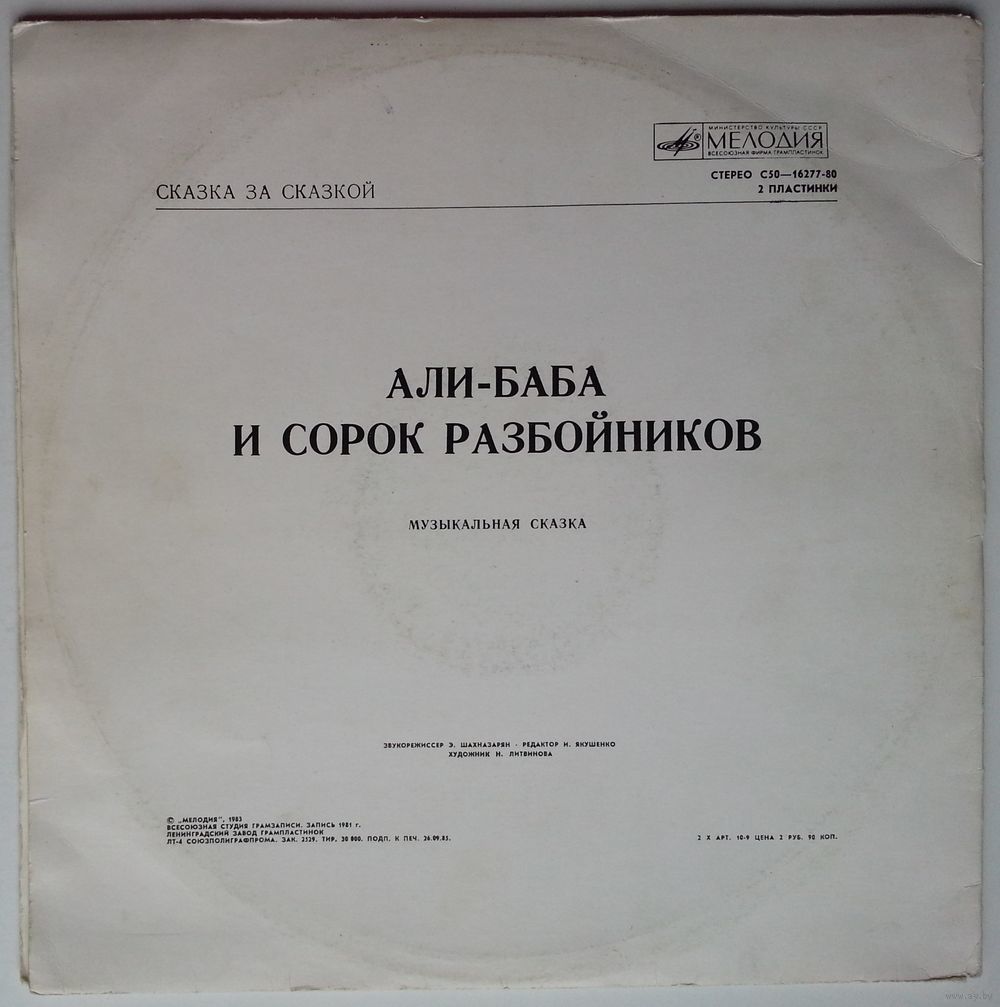 МИНИСТЕРСТВО КУЛЬТУРЫ СССР
МЕЛОДИЯ
ВСЕСОЮЗНАЯ ФИРМА ГРАМПЛАСТИНОК
СТЕРЕО С50—16277-80
2 ПЛАСТИНКИ
СКАЗКА ЗА СКАЗКОЙ
АЛИ-БАБА
И СОРОК РАЗБОЙНИКОВ
МУЗЫКАЛЬНАЯ СКАЗКА
ЗВУКОРЕЖИССЕР Э. ШАХНАЗАРЯН · РЕДАКТОР И. ЯКУШЕНКО
ХУДОЖНИК Н. ЛИТВИНОВА
© „МЕЛОДИЯ", 1983
ВСЕСОЮЗНАЯ СТУДИЯ ГРАМЗАПИСИ. ЗАПИСЬ 1981 г.
ЛЕНИНГРАДСКИЙ ЗАВОД ГРАМПЛАСТИНОК
ЛТ-4 СОЮЗПОЛИГРАФПРОМА. ЗАК. 2529. ТИР. 30 000. ПОДП. К ПЕЧ. 26.09.85.
2 Х АРТ. 10-9 ЦЕНА 2 РУБ. 90 КОП.
www.ay.by